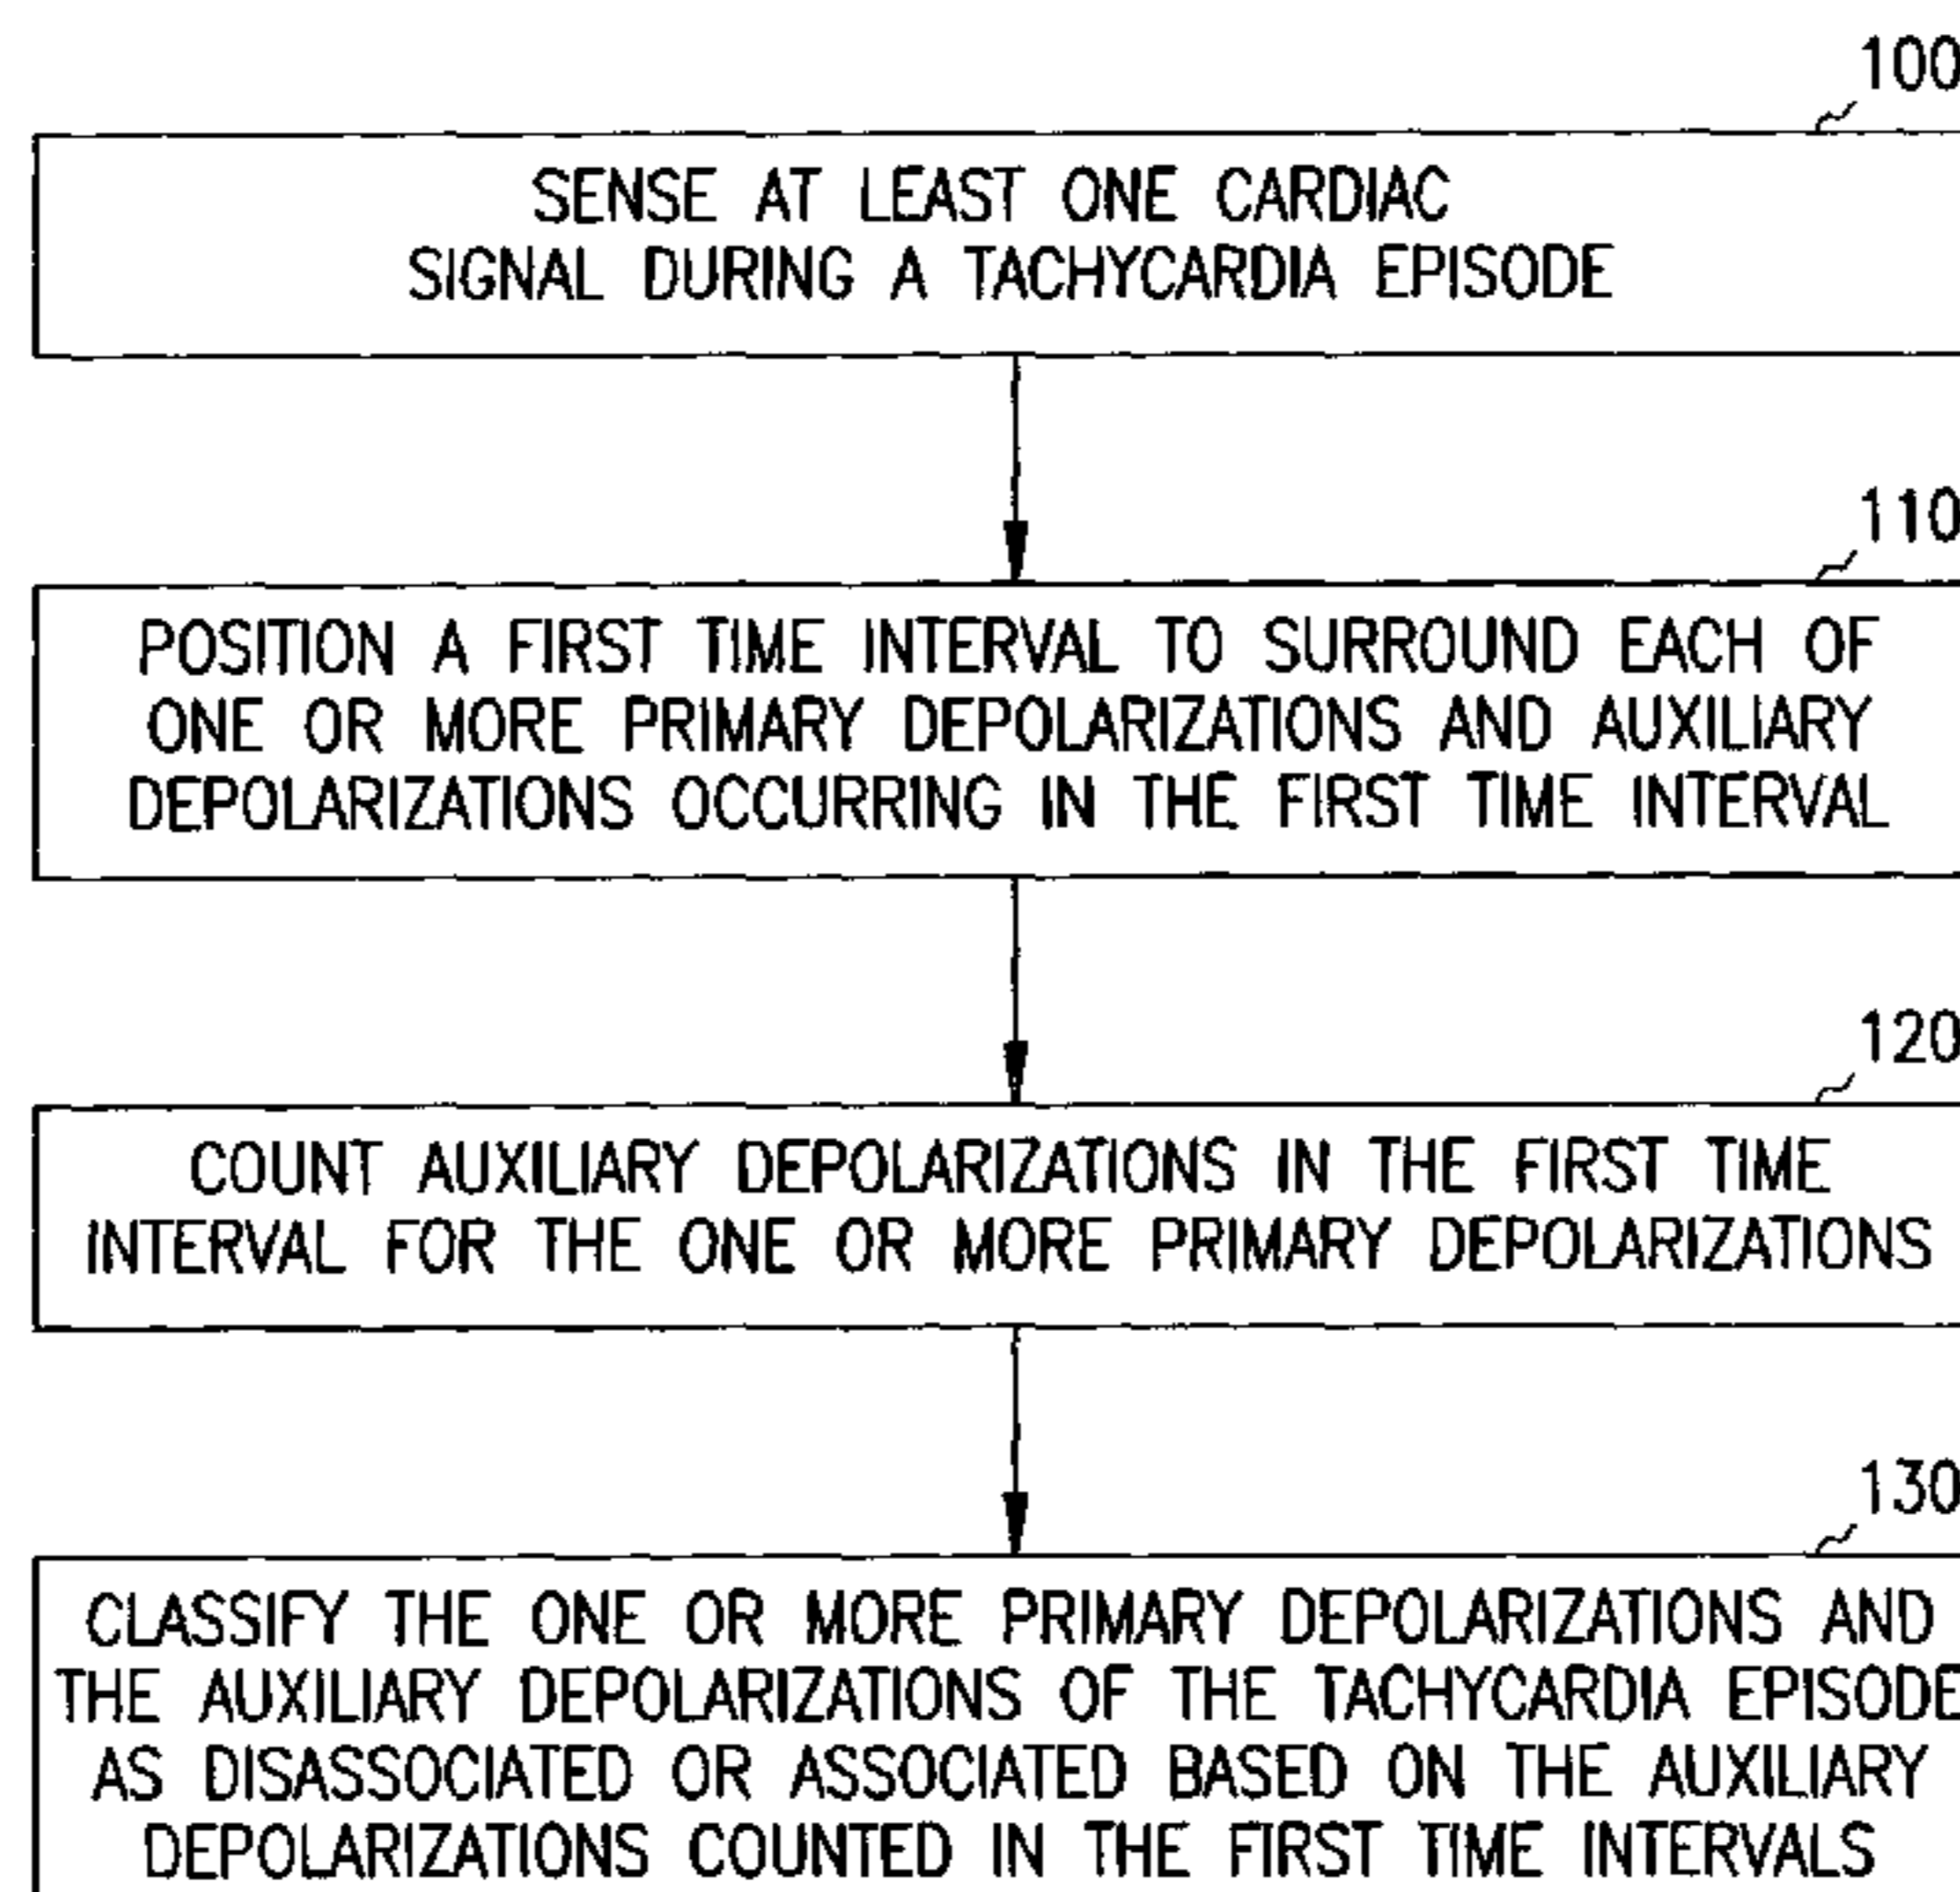 100
SENSE AT LEAST ONE CARDIAC
SIGNAL DURING A TACHYCARDIA EPISODE
110
POSITION A FIRST TIME INTERVAL TO SURROUND EACH OF
ONE OR MORE PRIMARY DEPOLARIZATIONS AND AUXILIARY
DEPOLARIZATIONS OCCURRING IN THE FIRST TIME INTERVAL
120
COUNT AUXILIARY DEPOLARIZATIONS IN THE FIRST TIME
INTERVAL FOR THE ONE OR MORE PRIMARY DEPOLARIZATIONS
130
CLASSIFY THE ONE OR MORE PRIMARY DEPOLARIZATIONS AND
THE AUXILIARY DEPOLARIZATIONS OF THE TACHYCARDIA EPISODE
AS DISASSOCIATED OR ASSOCIATED BASED ON THE AUXILIARY
DEPOLARIZATIONS COUNTED IN THE FIRST TIME INTERVALS